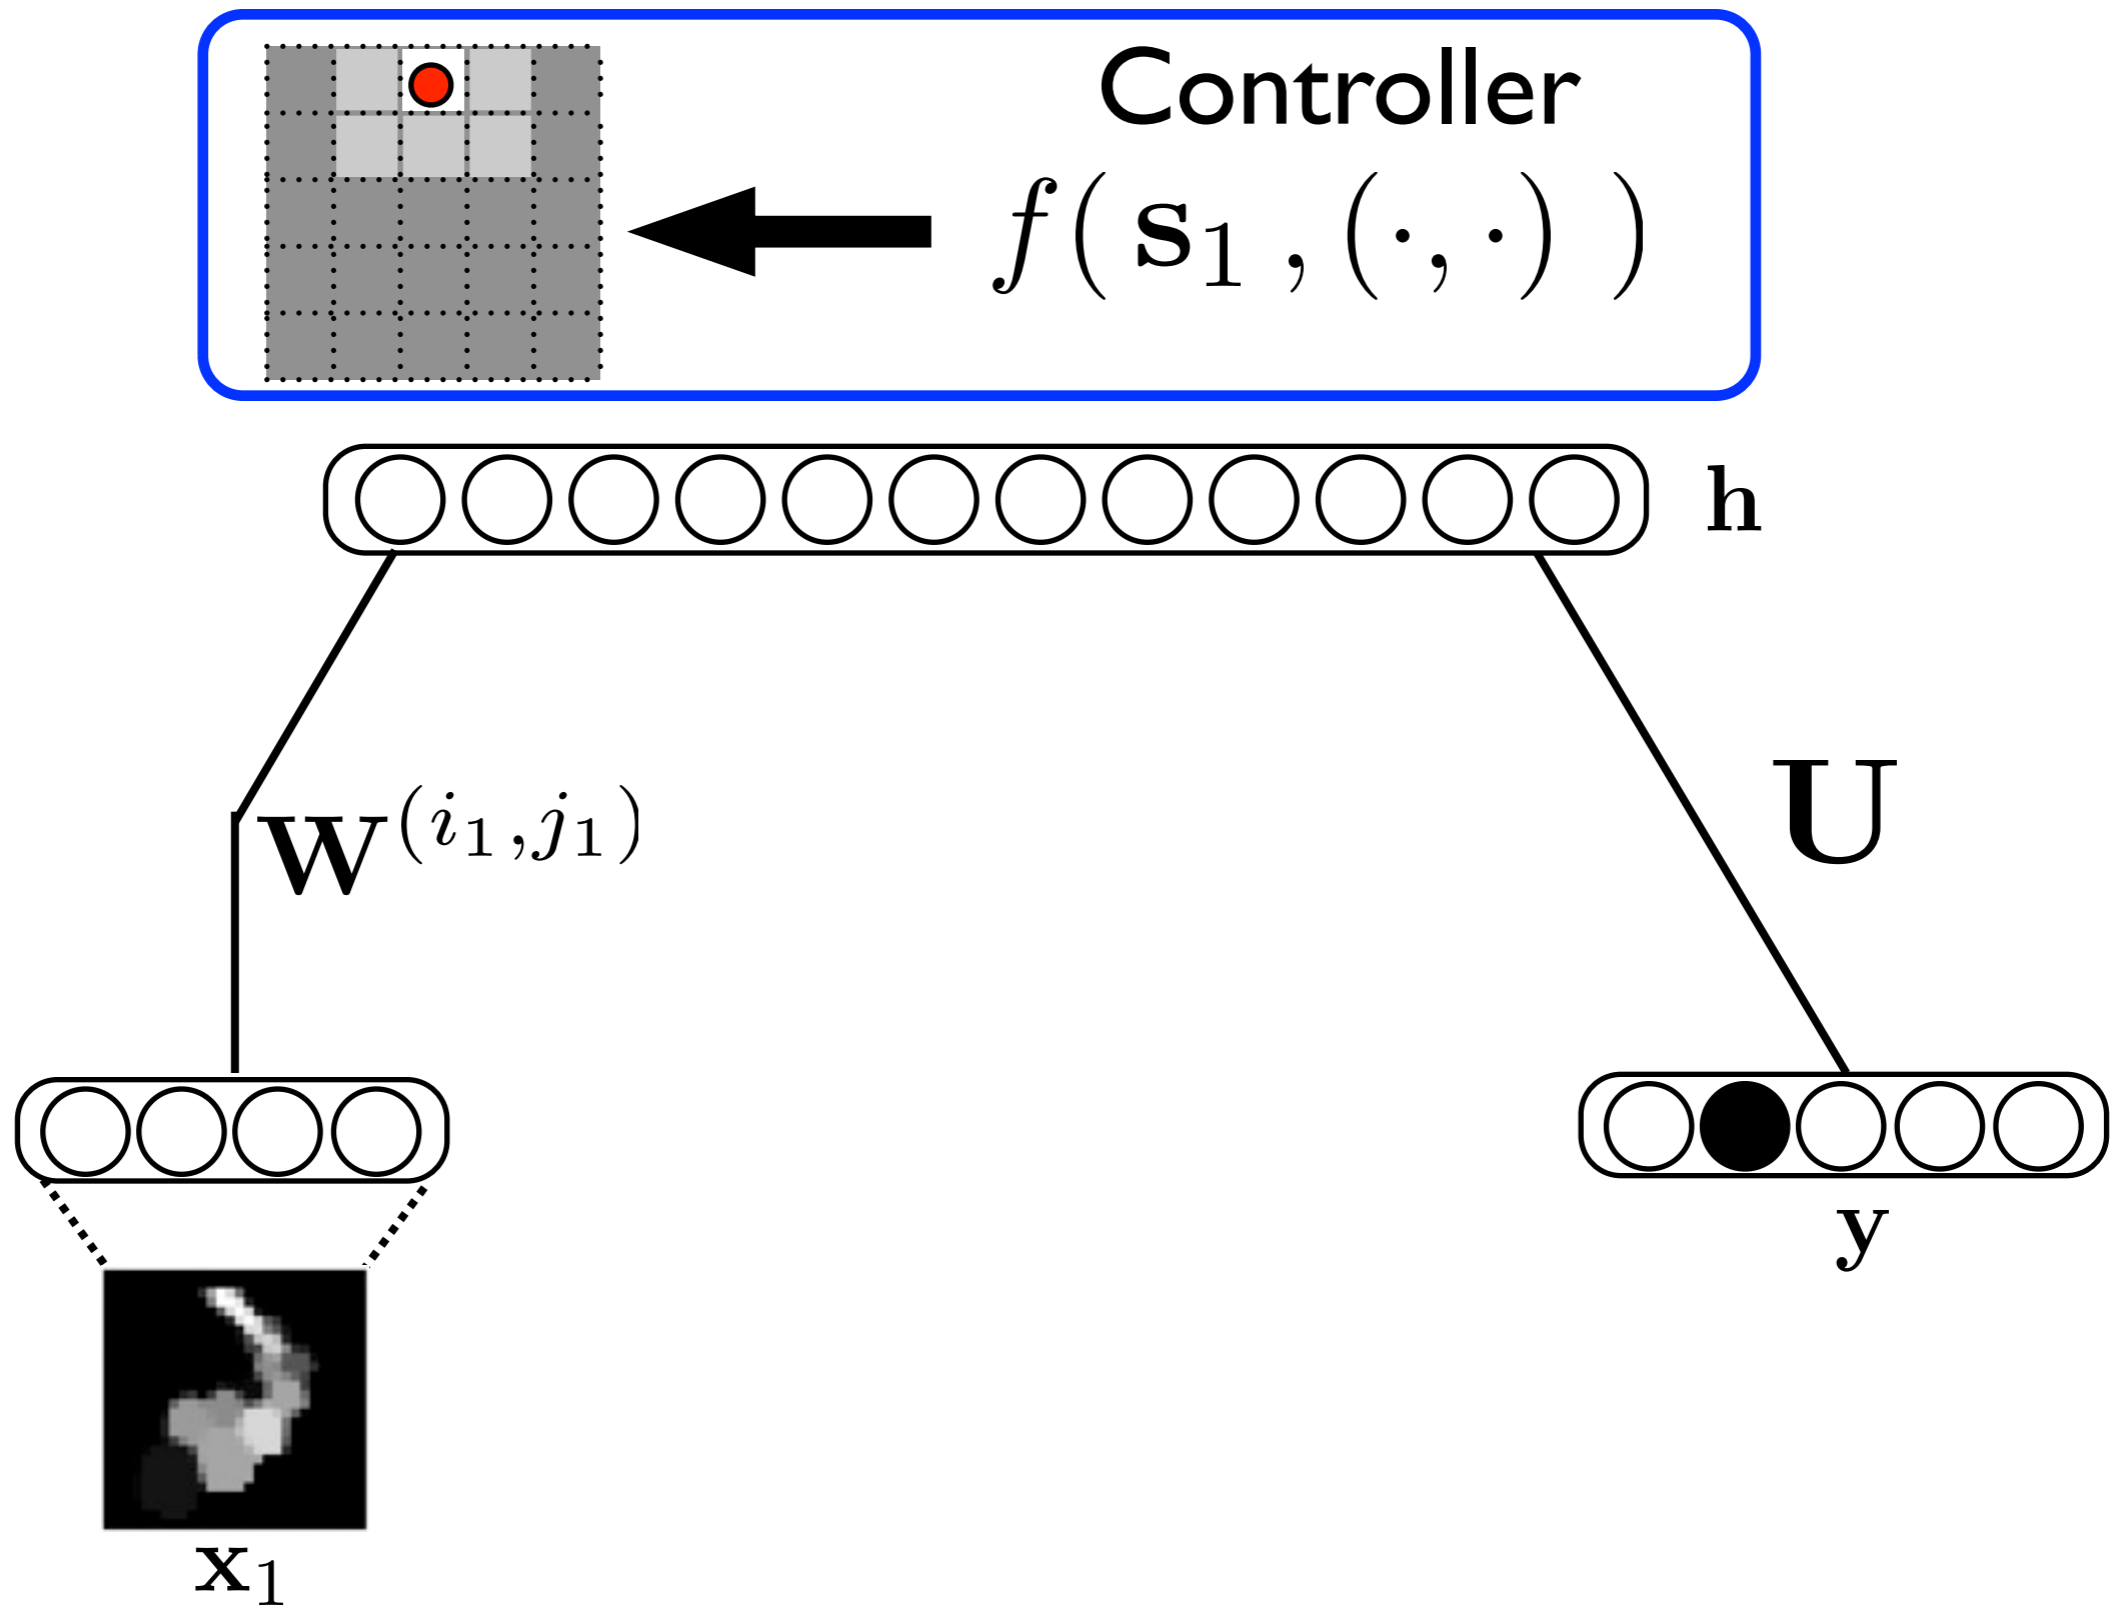 Controller
f( s₁ , (·, ·) )
h
W^(i₁,j₁)
U
y
x₁